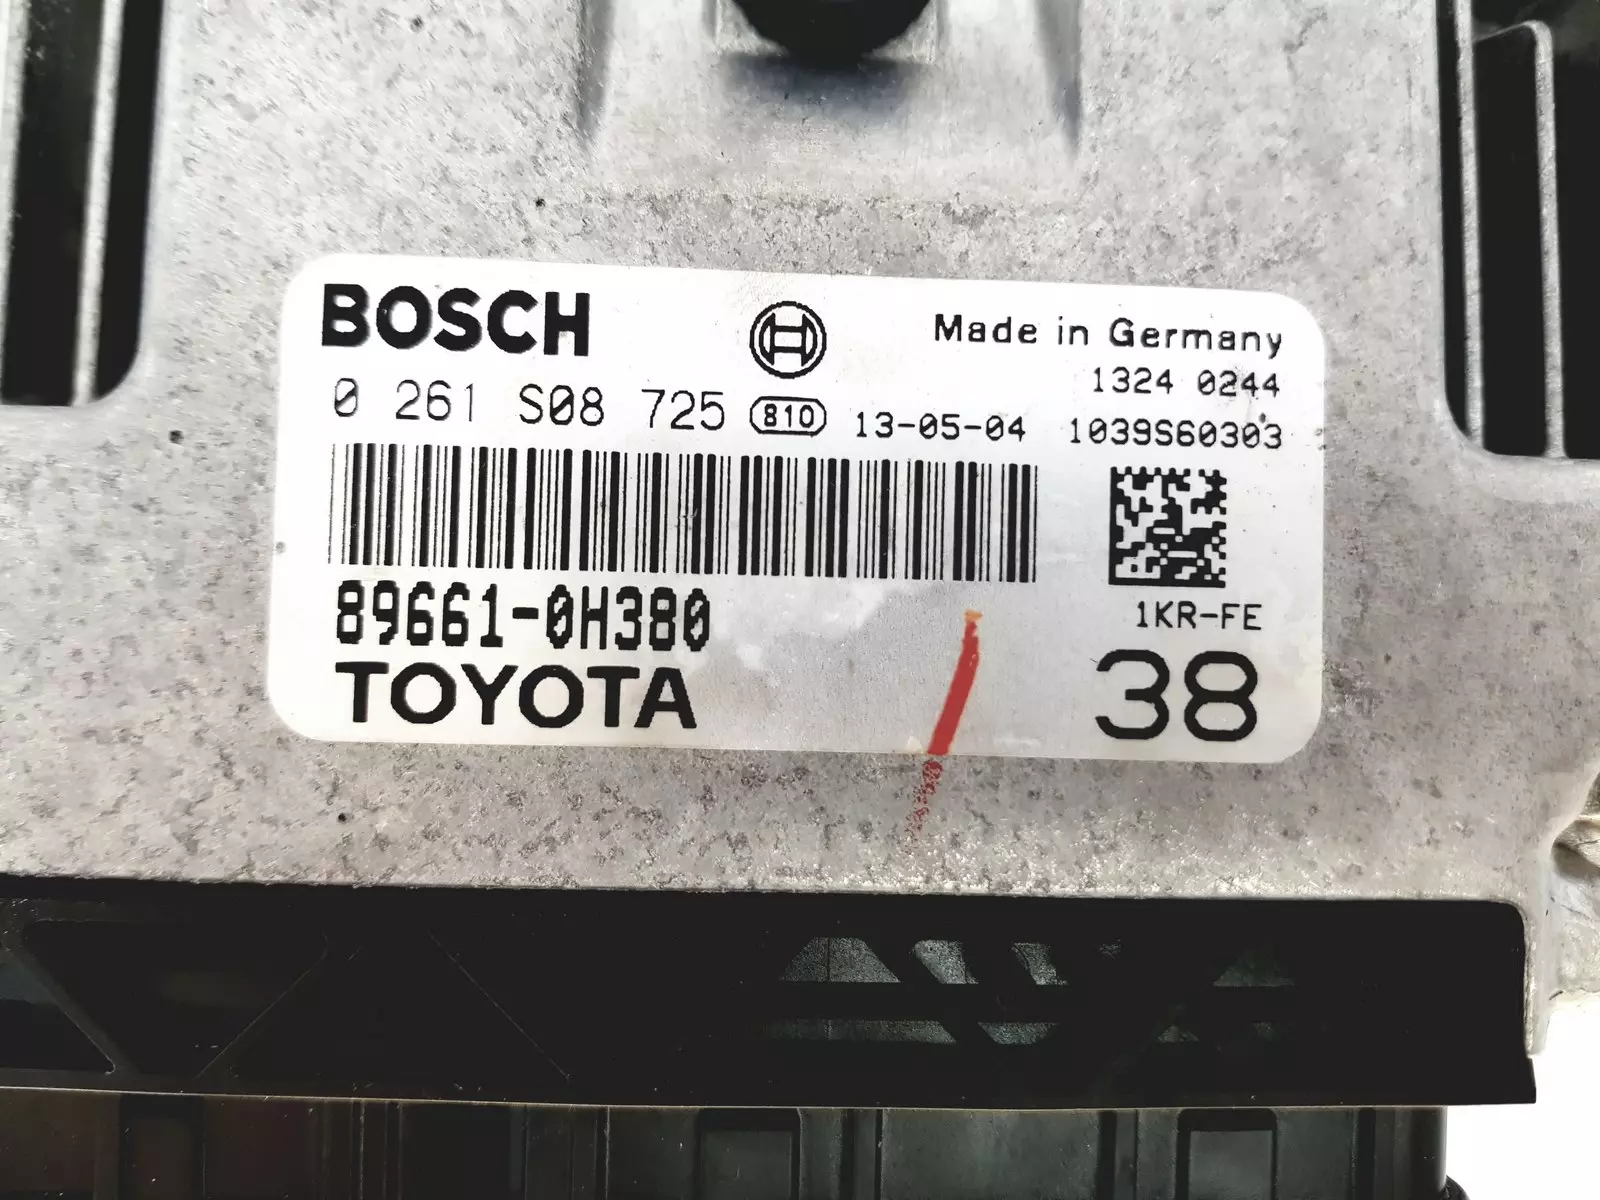 BOSCH
Made in Germany
1324 0244
0 261 S08 725 810 13-05-04 1039S60303
89661-0H380
1KR-FE
TOYOTA
38